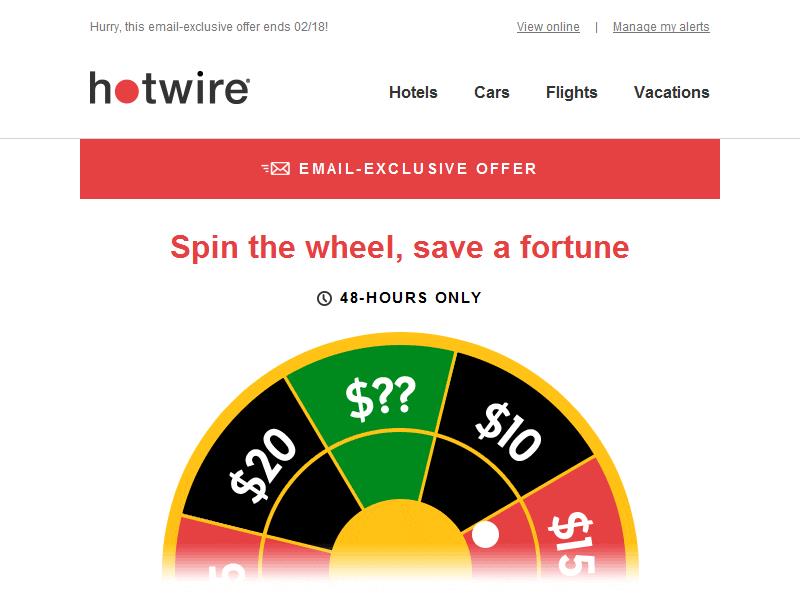 Hurry, this email-exclusive offer ends 02/18!
View online | Manage my alerts
hotwire®
Hotels Cars Flights Vacations
EMAIL-EXCLUSIVE OFFER
Spin the wheel, save a fortune
48-HOURS ONLY
$??
$20
$10
$15